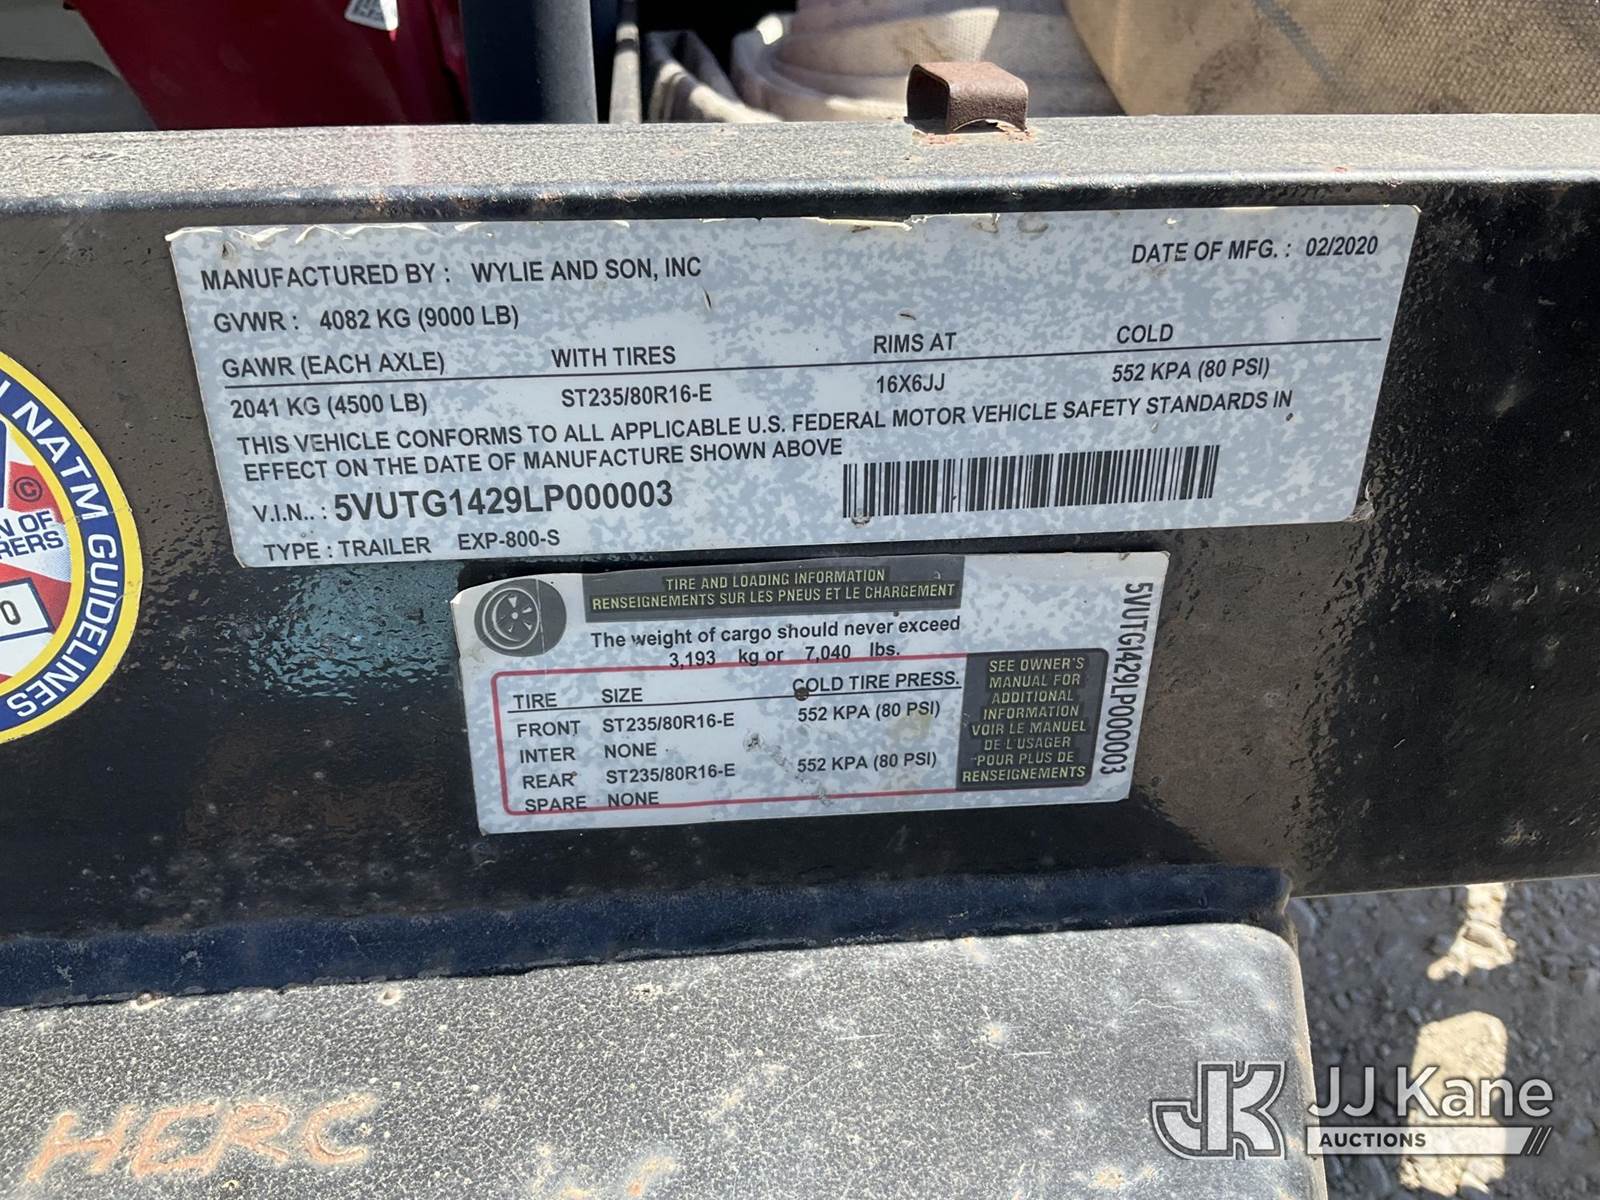 MANUFACTURED BY : WYLIE AND SON, INC
DATE OF MFG. : 02/2020
GVWR : 4082 KG (9000 LB)
GAWR (EACH AXLE) WITH TIRES RIMS AT COLD
2041 KG (4500 LB) ST235/80R16-E 16X6JJ 552 KPA (80 PSI)
THIS VEHICLE CONFORMS TO ALL APPLICABLE U.S. FEDERAL MOTOR VEHICLE SAFETY STANDARDS IN
EFFECT ON THE DATE OF MANUFACTURE SHOWN ABOVE
V.I.N.. : 5VUTG1429LP000003
TYPE : TRAILER EXP-800-S
NATM GUIDELINES
©
OF
TIRE AND LOADING INFORMATION
RENSEIGNEMENTS SUR LES PNEUS ET LE CHARGEMENT
The weight of cargo should never exceed
3,193 kg or 7,040 lbs.
TIRE SIZE COLD TIRE PRESS.
FRONT ST235/80R16-E 552 KPA (80 PSI)
INTER NONE
REAR ST235/80R16-E 552 KPA (80 PSI)
SPARE NONE
SEE OWNER'S
MANUAL FOR
ADDITIONAL
INFORMATION
VOIR LE MANUEL
DE L'USAGER
POUR PLUS DE
RENSEIGNEMENTS
5VUTG1429LP000003
HERC
JK
JJ Kane
AUCTIONS